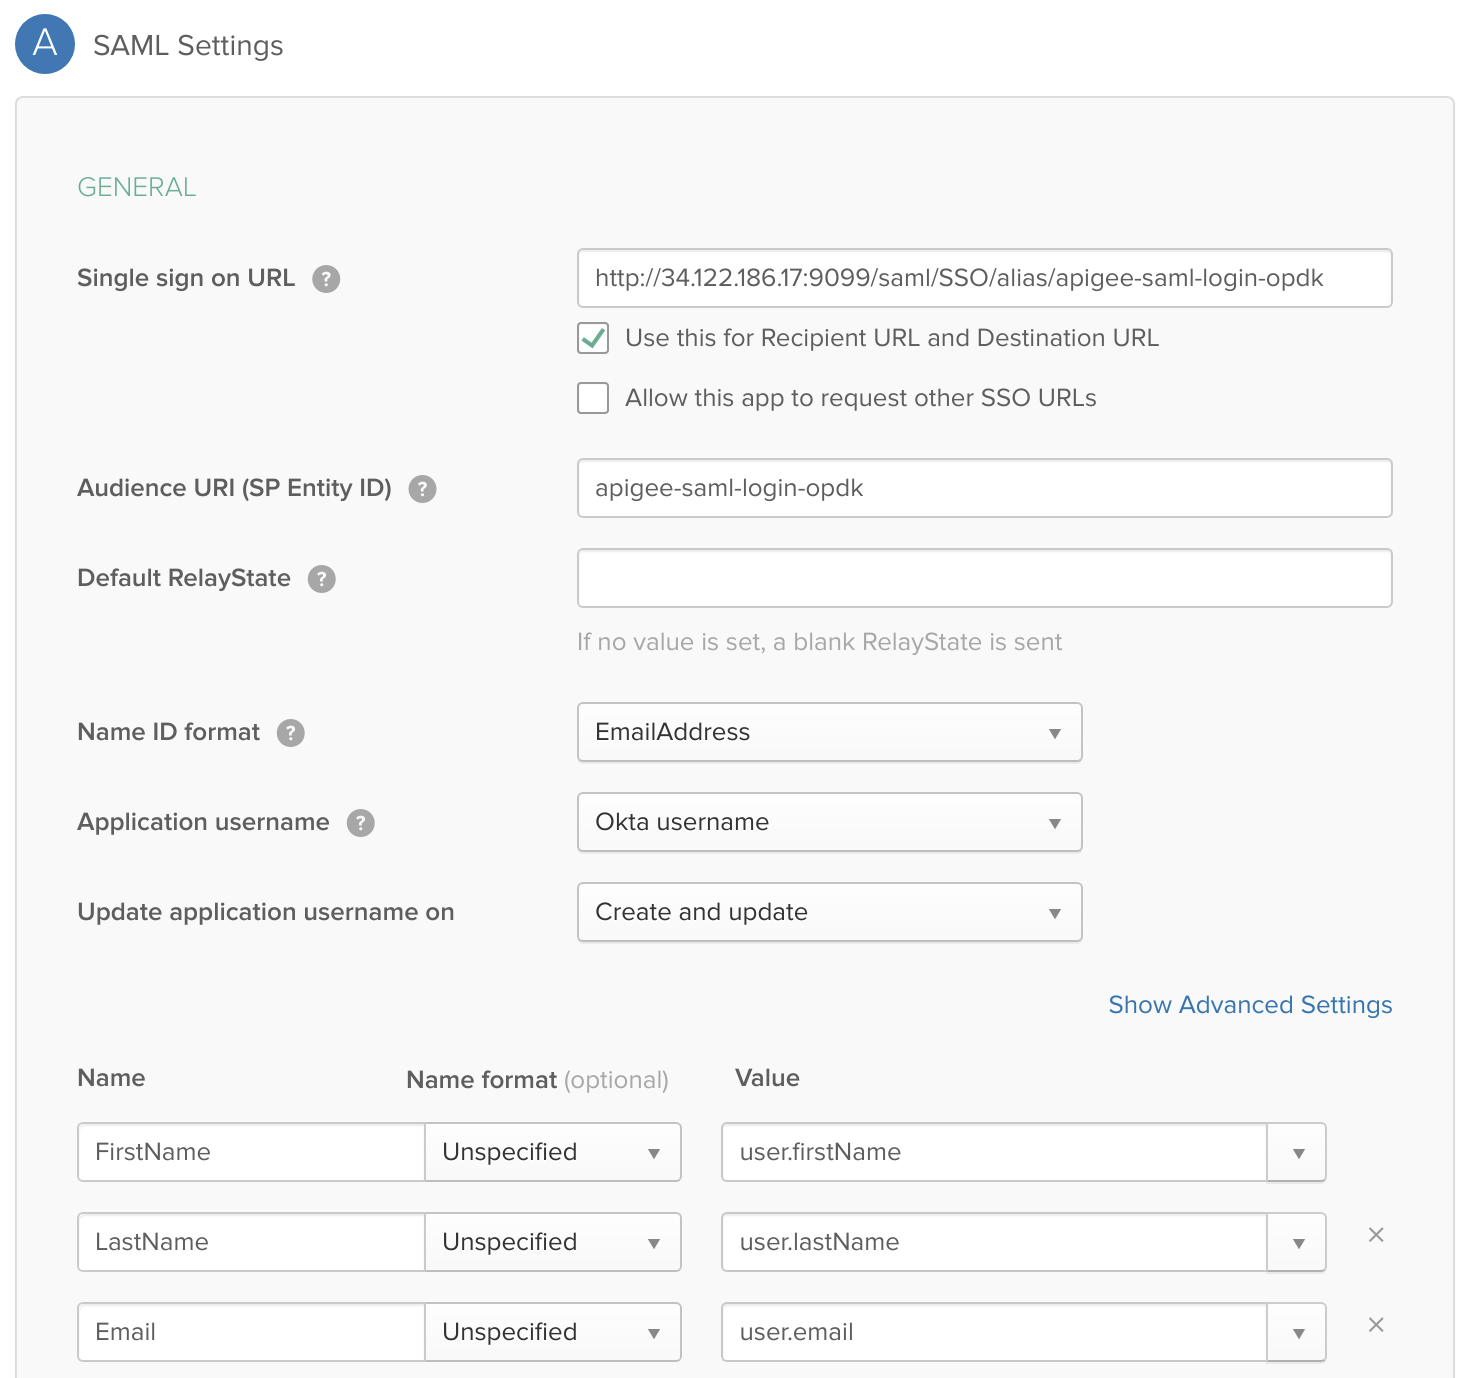 A SAML Settings
GENERAL
Single sign on URL ? http://34.122.186.17:9099/saml/SSO/alias/apigee-saml-login-opdk
Use this for Recipient URL and Destination URL
Allow this app to request other SSO URLs
Audience URI (SP Entity ID) ? apigee-saml-login-opdk
Default RelayState ?
If no value is set, a blank RelayState is sent
Name ID format ? EmailAddress
Application username ? Okta username
Update application username on Create and update
Show Advanced Settings
Name Name format (optional) Value
FirstName Unspecified user.firstName
LastName Unspecified user.lastName
Email Unspecified user.email